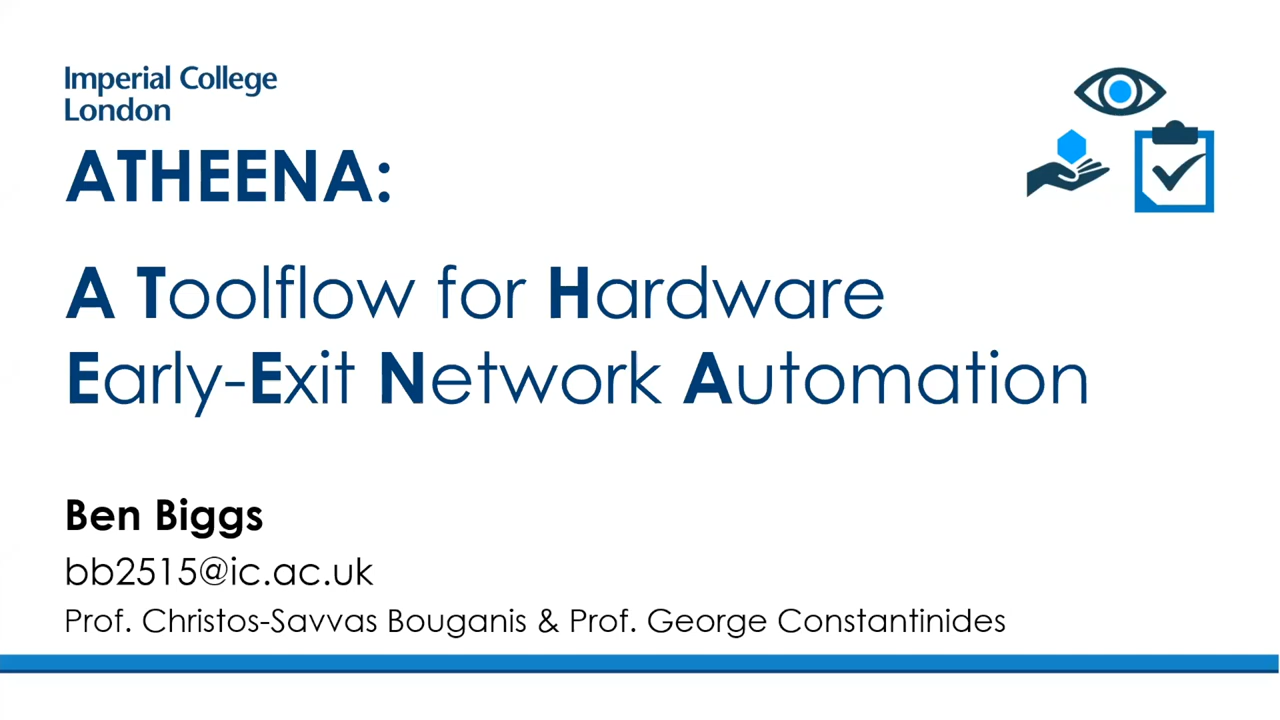 Imperial College
London
ATHEENA:
A Toolflow for Hardware
Early-Exit Network Automation
Ben Biggs
bb2515@ic.ac.uk
Prof. Christos-Savvas Bouganis & Prof. George Constantinides